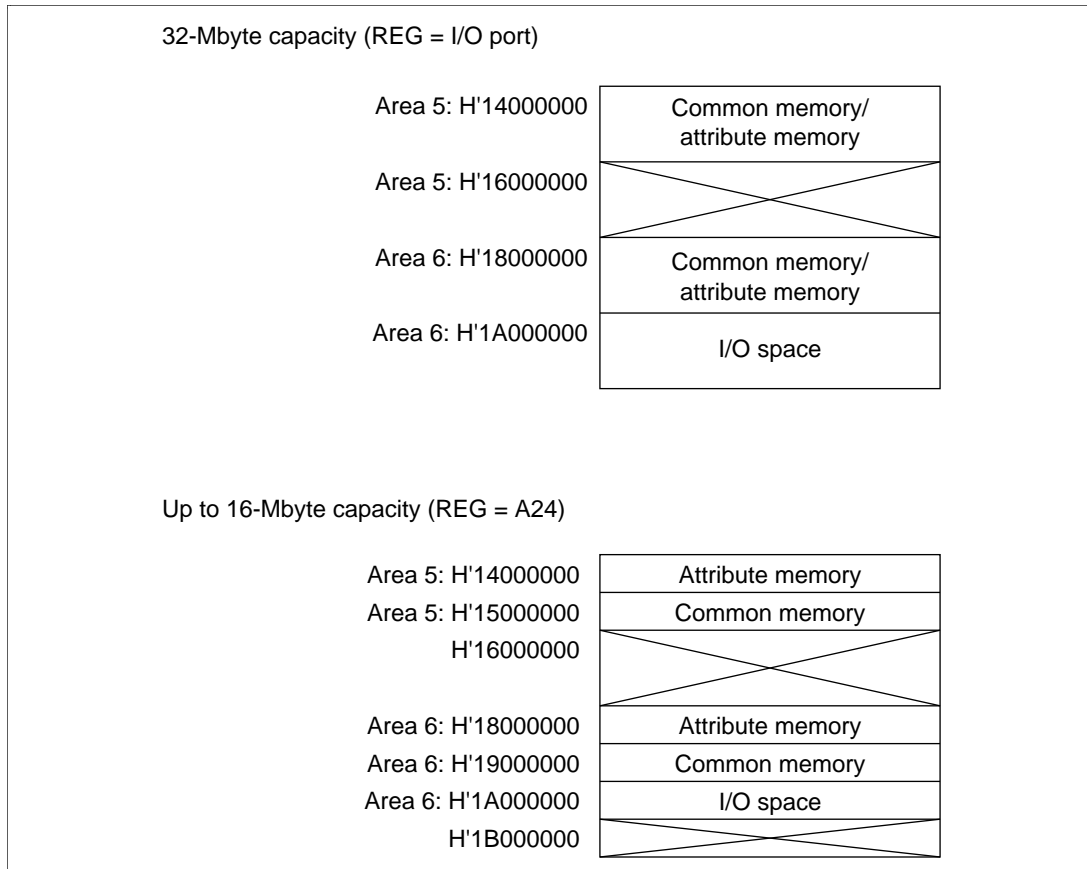 32-Mbyte capacity (REG = I/O port)
Area 5: H'14000000
Common memory/
attribute memory
Area 5: H'16000000
Area 6: H'18000000
Common memory/
attribute memory
Area 6: H'1A000000
I/O space
Up to 16-Mbyte capacity (REG = A24)
Area 5: H'14000000
Attribute memory
Area 5: H'15000000
Common memory
H'16000000
Area 6: H'18000000
Attribute memory
Area 6: H'19000000
Common memory
Area 6: H'1A000000
I/O space
H'1B000000